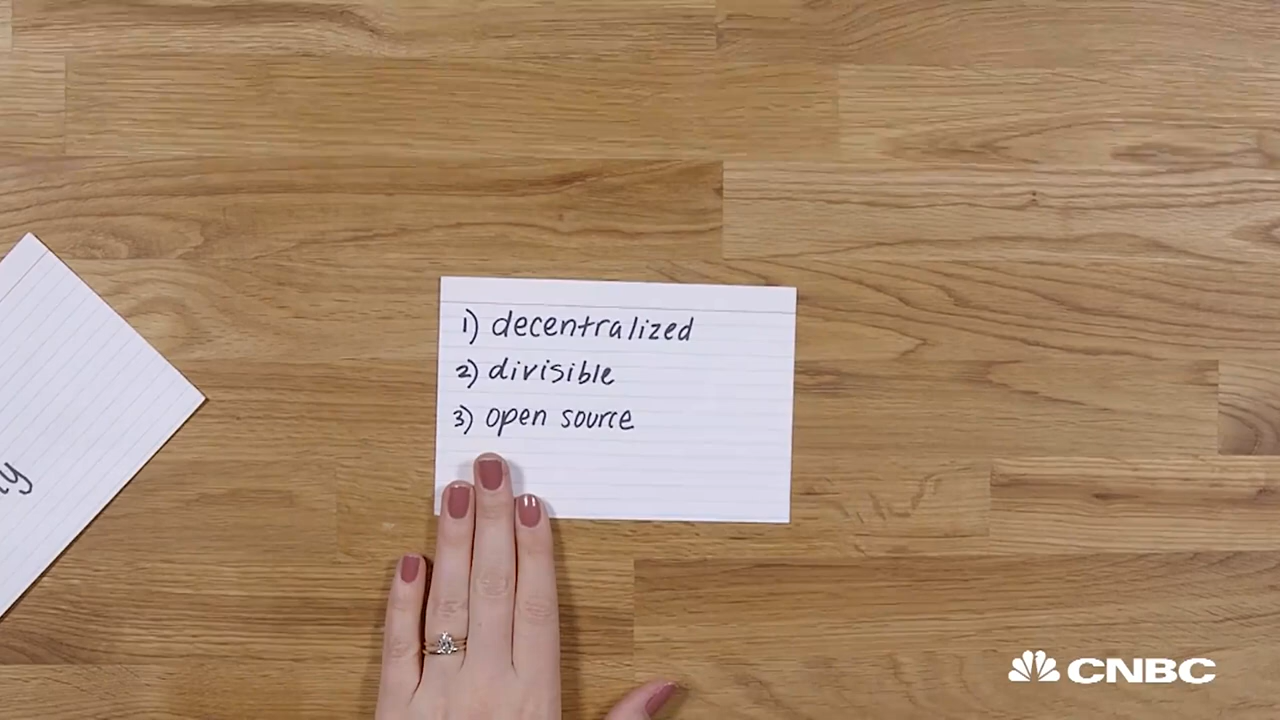 1) decentralized
2) divisible
3) open source
CNBC